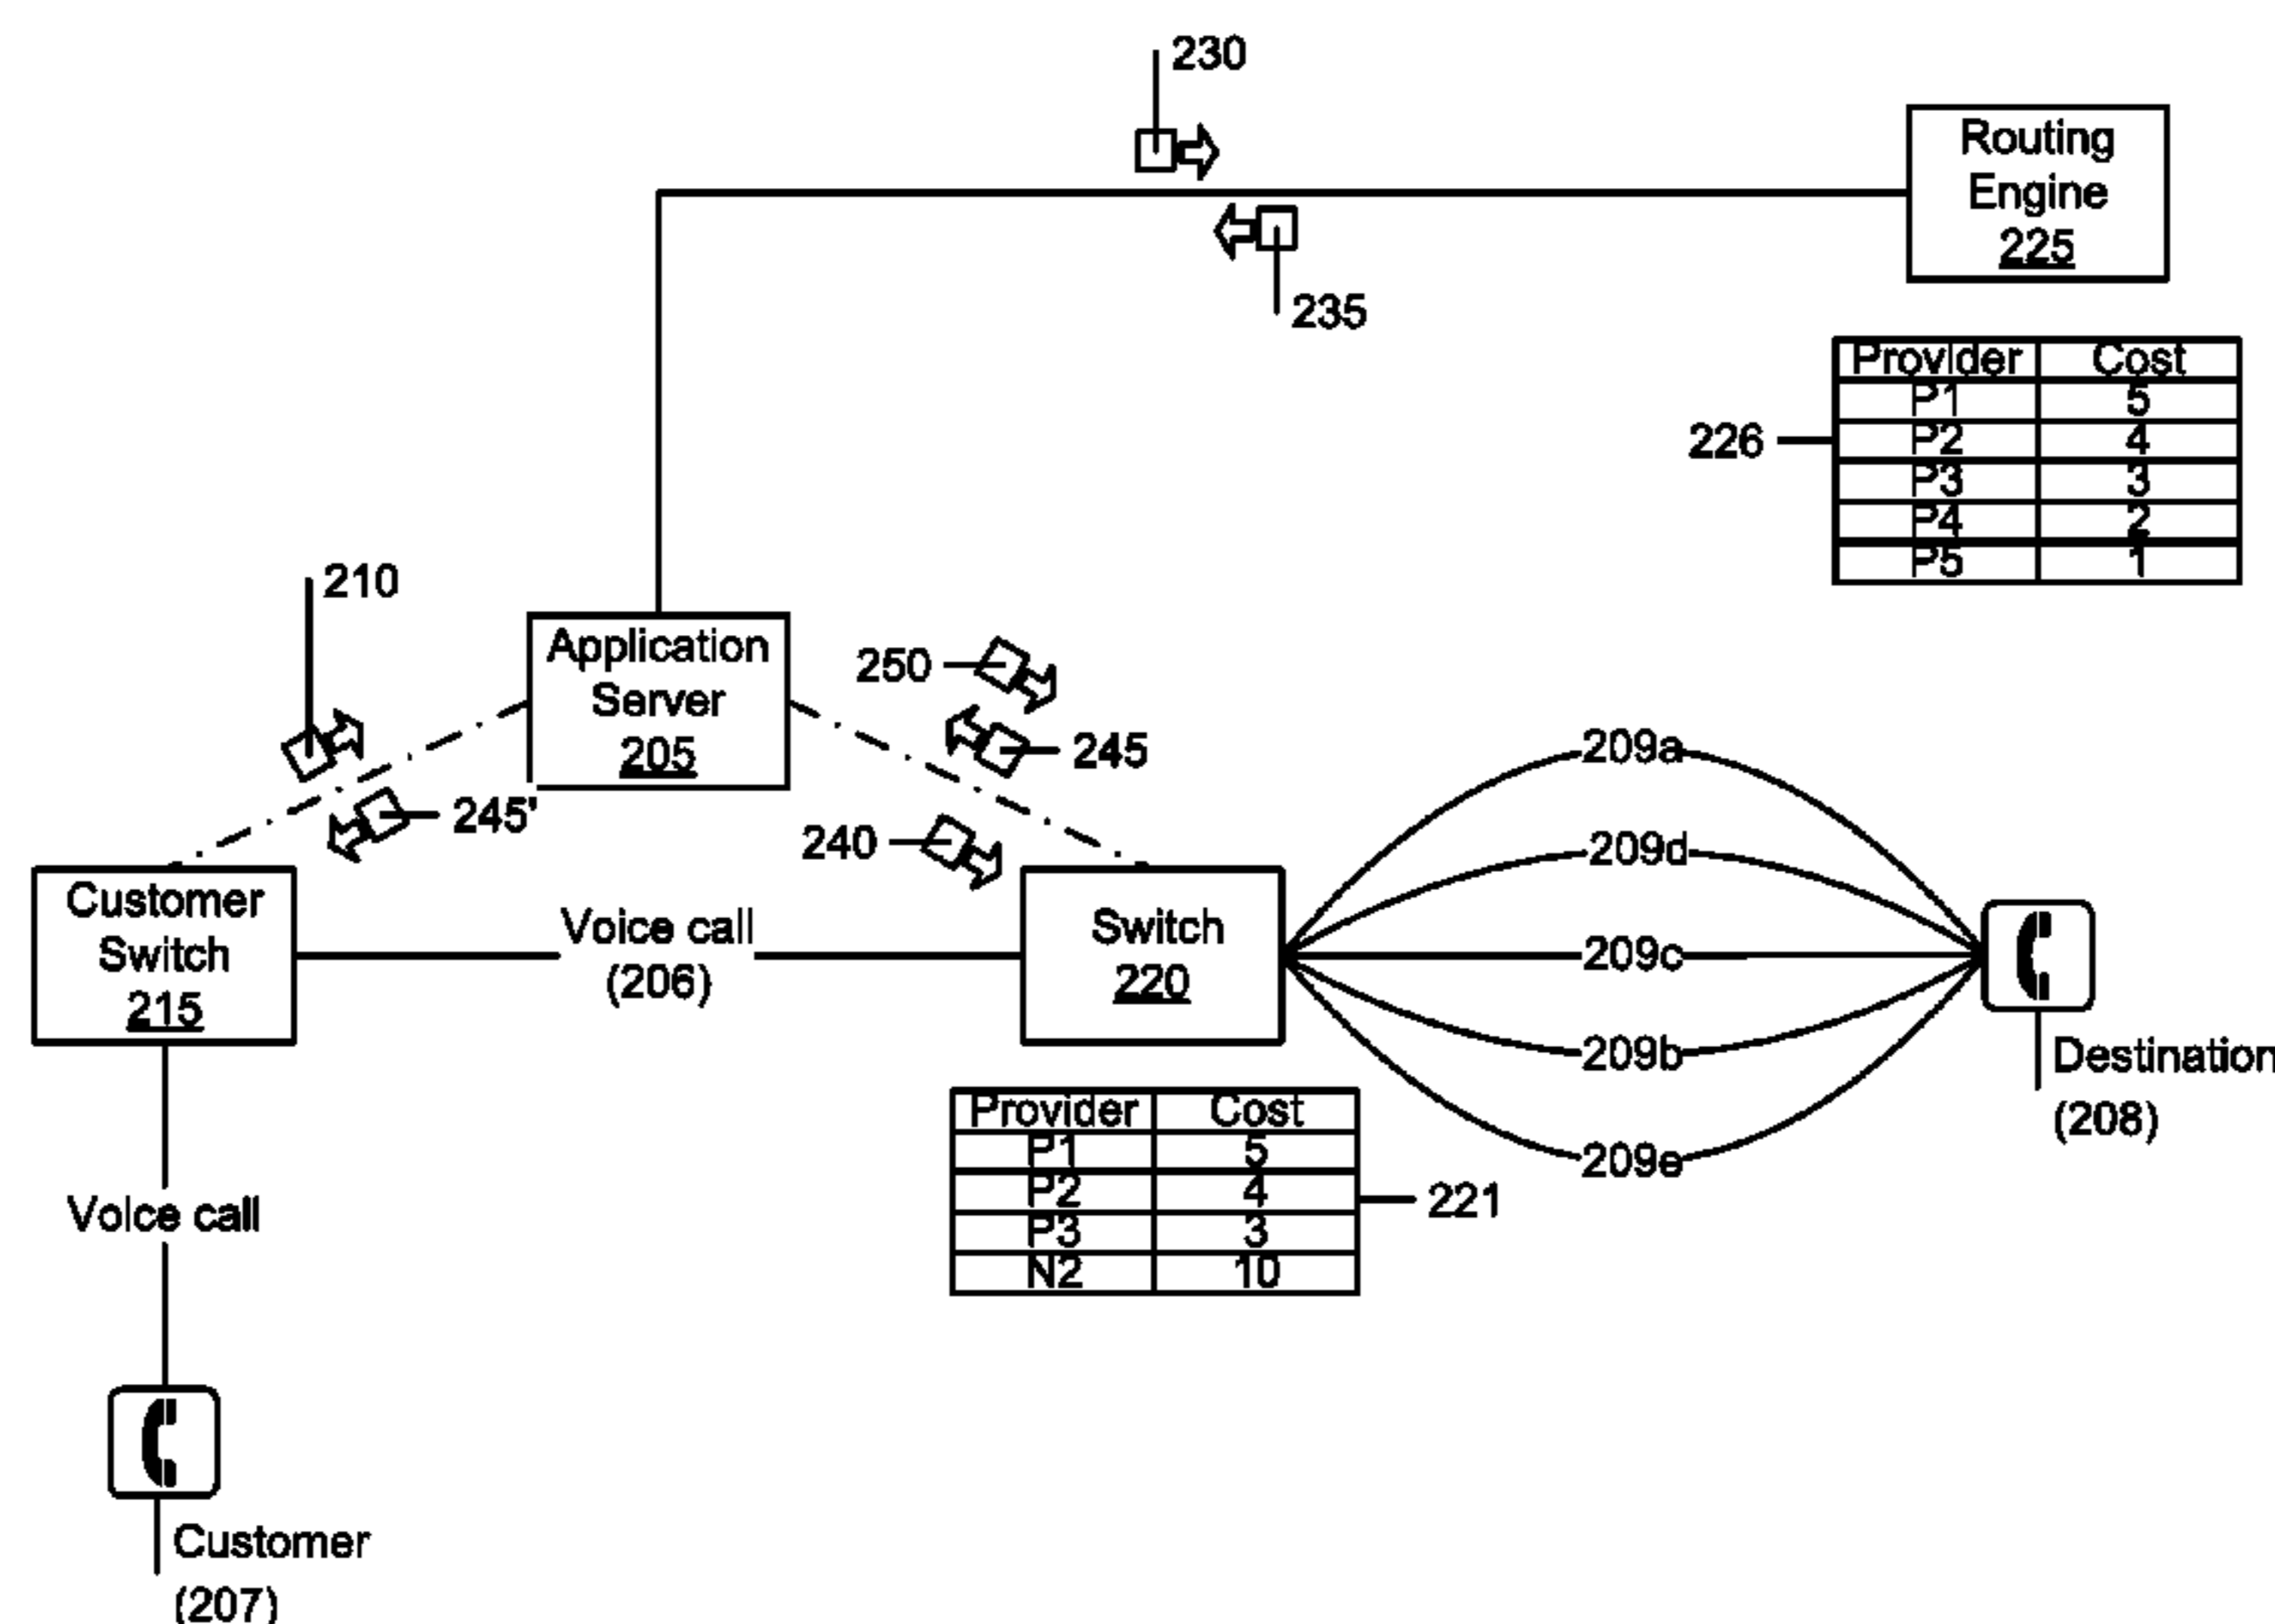 230
Routing
Engine
225
235
Provider Cost
P1 5
P2 4
P3 3
P4 2
P5 1
226
210
Application
Server
205
250
245
245'
240
209a
209d
209c
209b
209e
Customer
Switch
215
Voice call
(206)
Switch
220
Destination
(208)
Provider Cost
P1 5
P2 4
P3 3
N2 10
221
Voice call
Customer
(207)